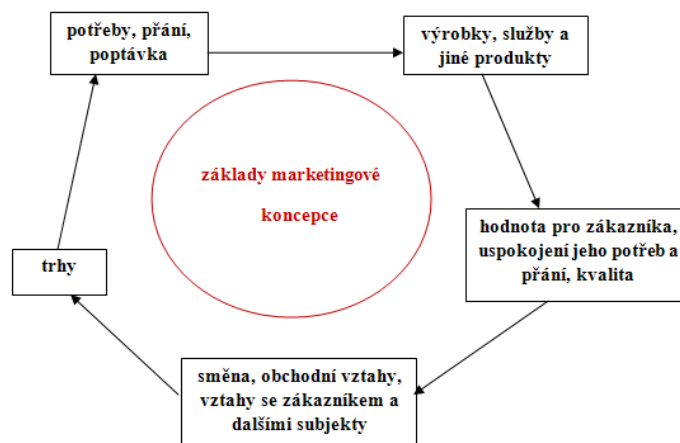 potřeby, přání,
poptávka
výrobky, služby a
jiné produkty
základy marketingové
koncepce
hodnota pro zákazníka,
uspokojení jeho potřeb a
přání, kvalita
trhy
směna, obchodní vztahy,
vztahy se zákazníkem a
dalšími subjekty